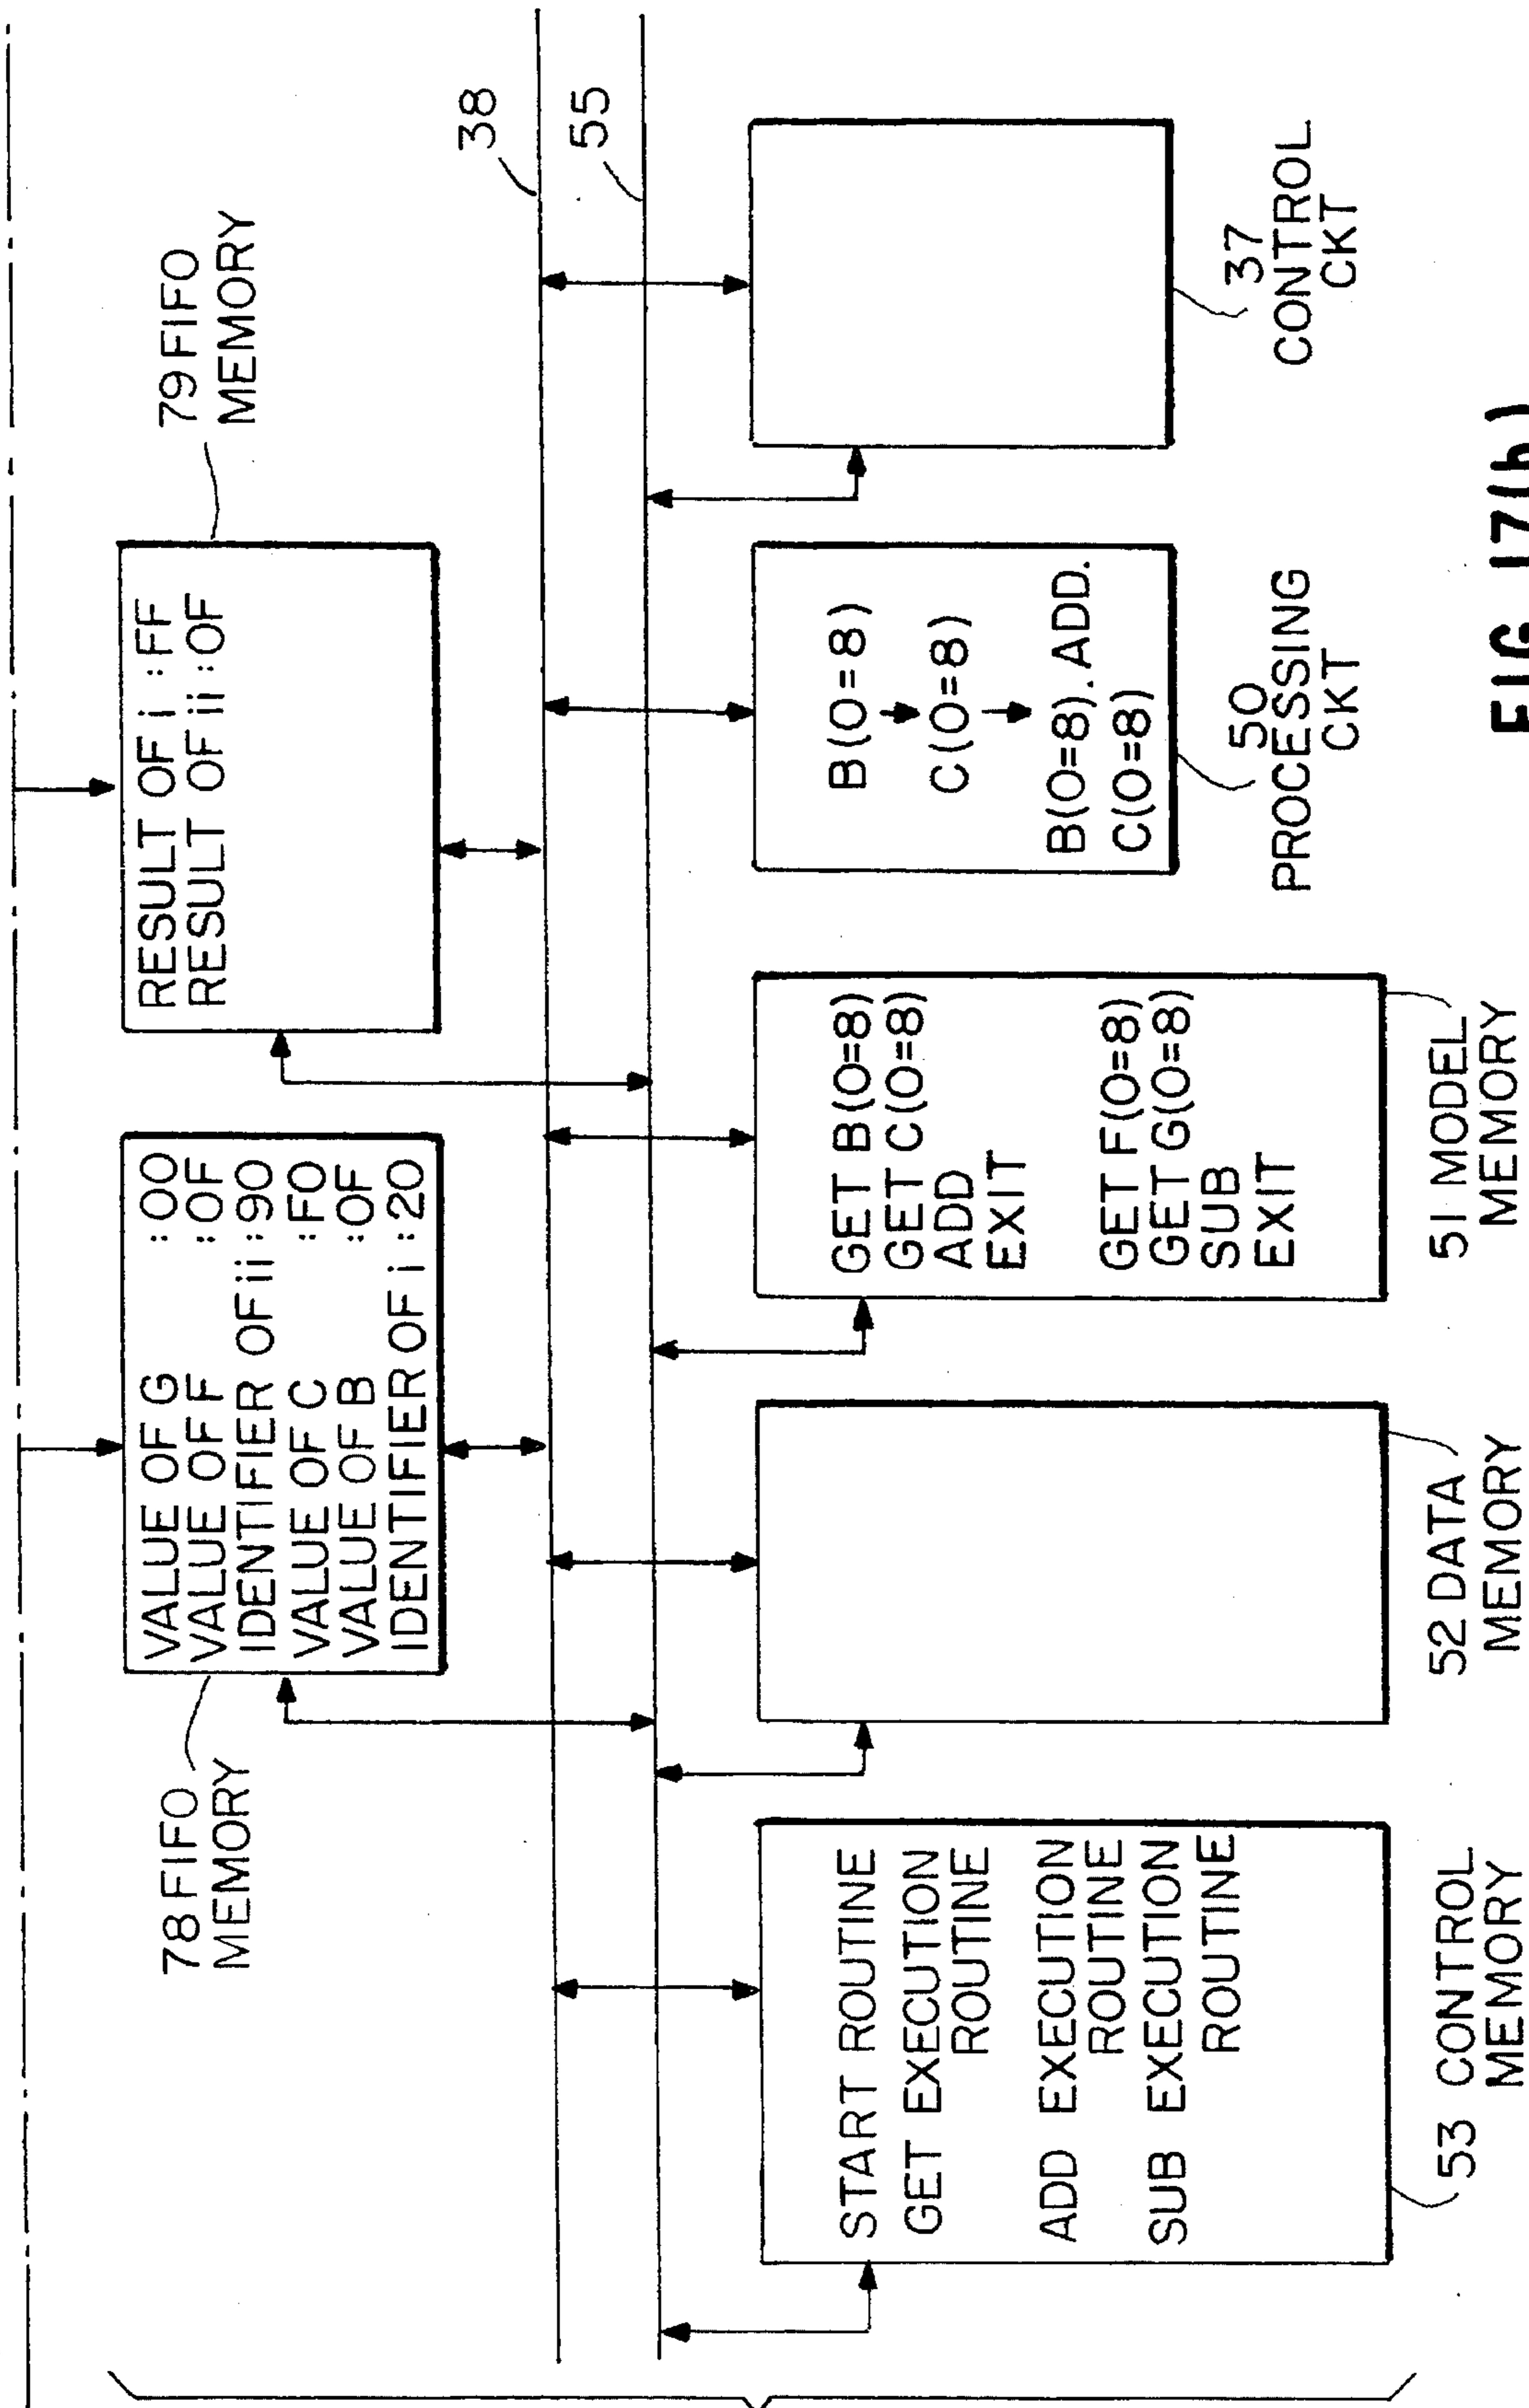 78 FIFO
MEMORY
VALUE OF G : 00
VALUE OF F : 0F
IDENTIFIER OF ii : 90
VALUE OF C : F0
VALUE OF B : 0F
IDENTIFIER OF i : 20
79 FIFO
MEMORY
RESULT OF i : FF
RESULT OF ii : 0F
38
55
START ROUTINE
GET EXECUTION
ROUTINE
ADD EXECUTION
ROUTINE
SUB EXECUTION
ROUTINE
53 CONTROL
MEMORY
52 DATA
MEMORY
GET B(0=8)
GET C(0=8)
ADD
EXIT
GET F(0=8)
GET G(0=8)
SUB
EXIT
51 MODEL
MEMORY
B(0=8)
C(0=8)
B(0=8). ADD.
C(0=8)
50
PROCESSING
CKT
37
CONTROL
CKT
FIG. 17(b)